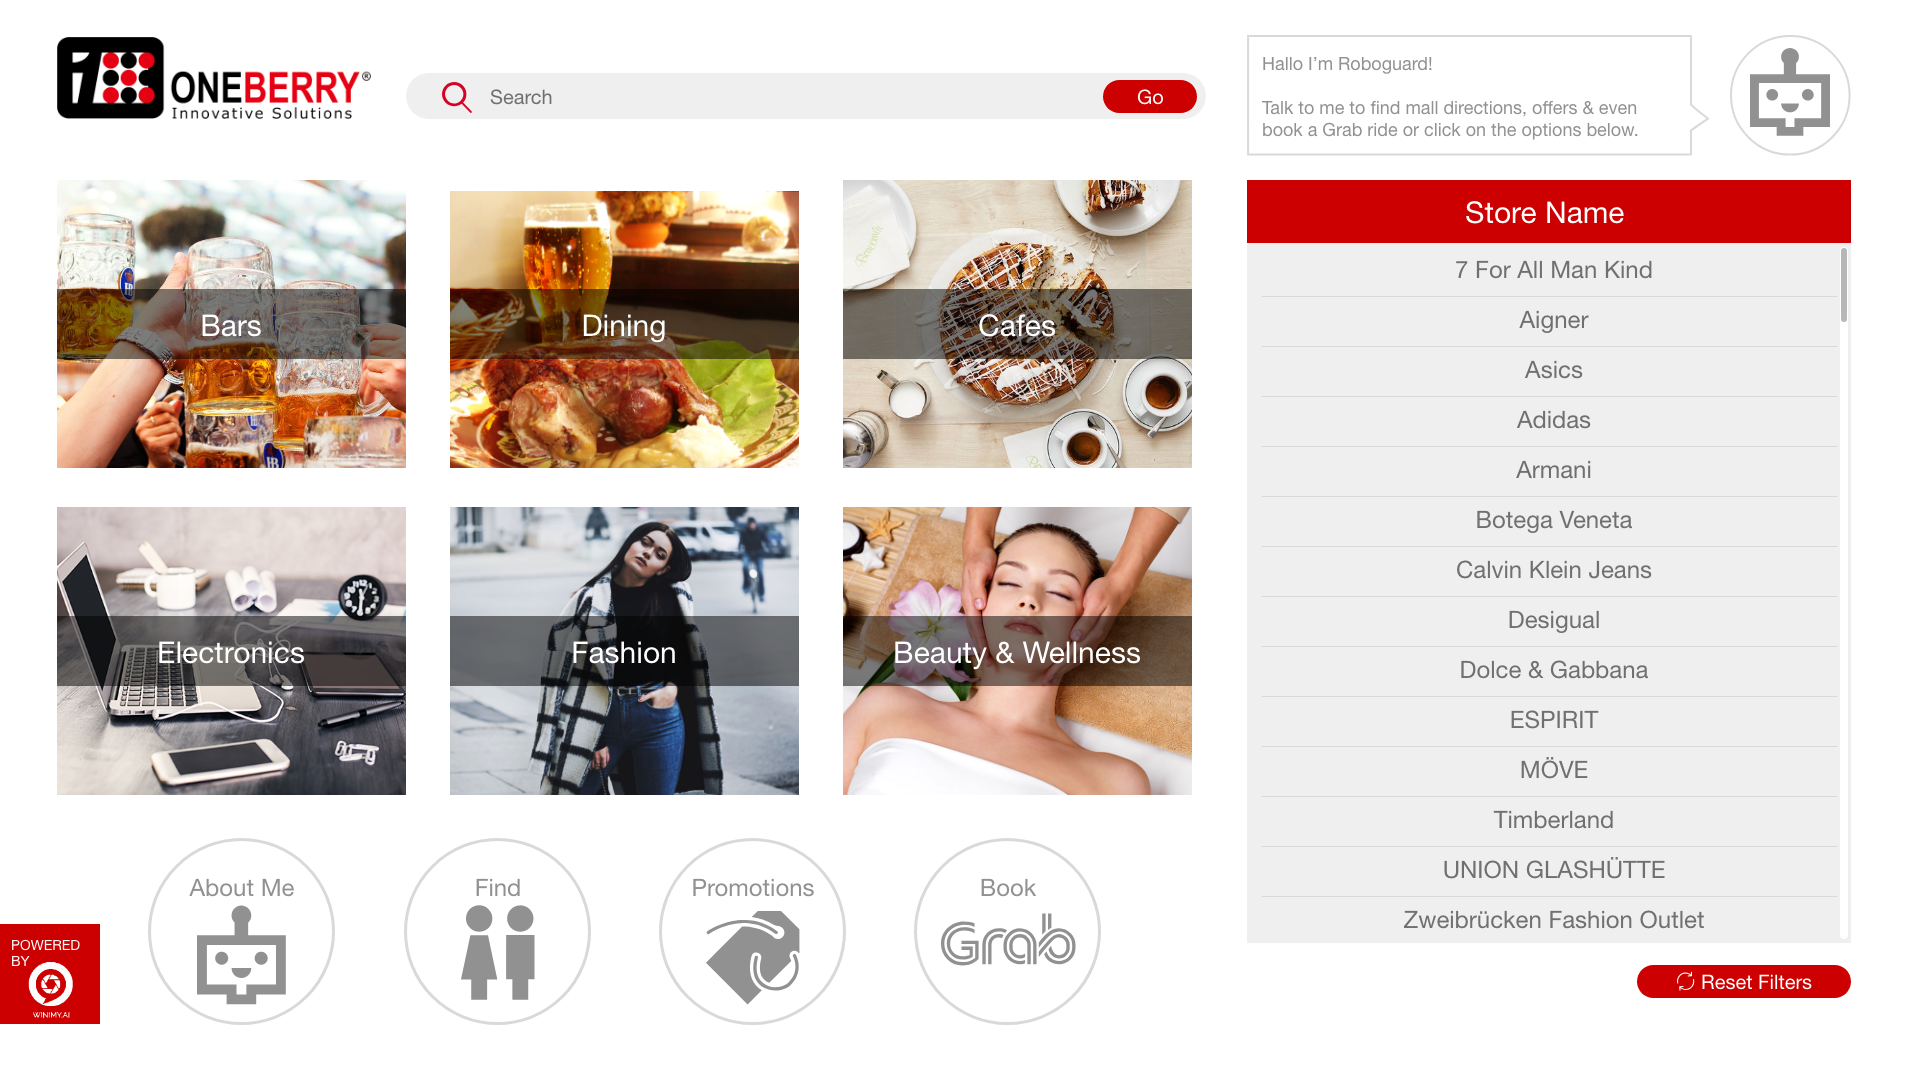 ONEBERRY®
Innovative Solutions
Search
Go
Hallo I'm Roboguard!
Talk to me to find mall directions, offers & even
book a Grab ride or click on the options below.
Bars
Dining
Cafes
Electronics
Fashion
Beauty & Wellness
Store Name
7 For All Man Kind
Aigner
Asics
Adidas
Armani
Botega Veneta
Calvin Klein Jeans
Desigual
Dolce & Gabbana
ESPIRIT
MÖVE
Timberland
UNION GLASHÜTTE
Zweibrücken Fashion Outlet
Reset Filters
About Me
Find
Promotions
Book
Grab
POWERED
BY
WINIMY.AI